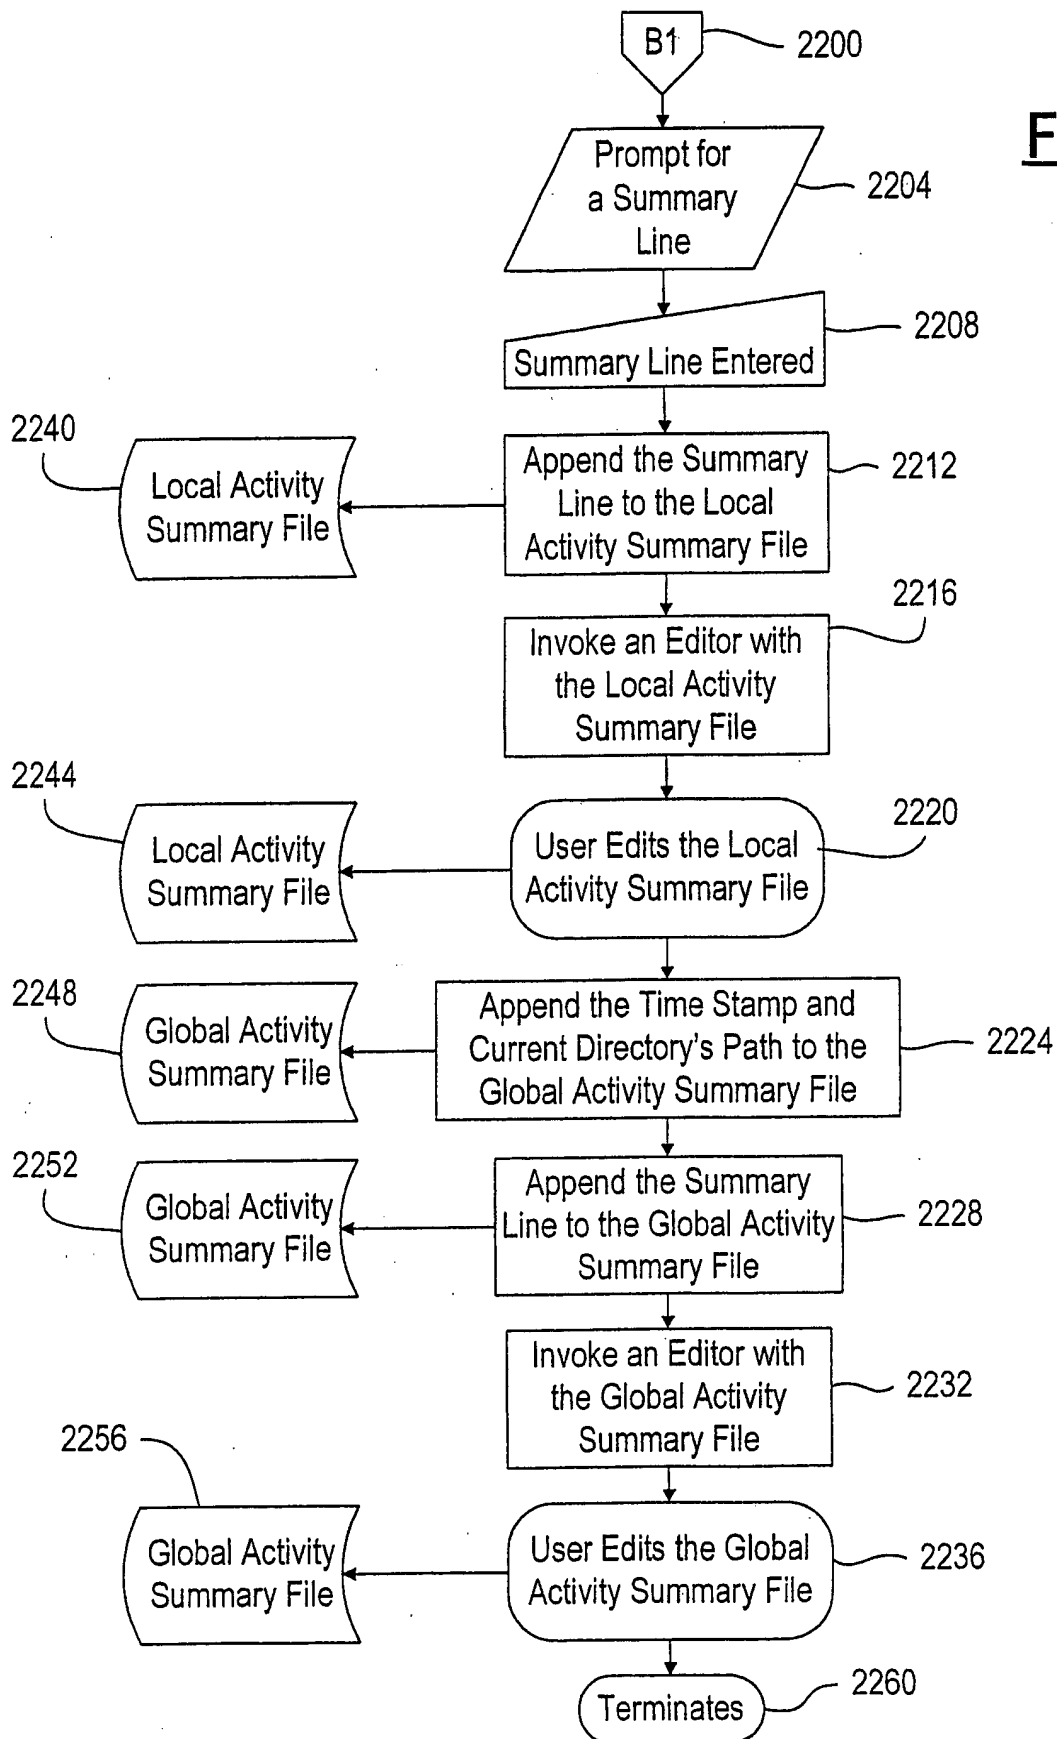 B1
2200
F
Prompt for
a Summary
Line
2204
Summary Line Entered
2208
2240
Local Activity
Summary File
Append the Summary
Line to the Local
Activity Summary File
2212
2216
Invoke an Editor with
the Local Activity
Summary File
2244
Local Activity
Summary File
User Edits the Local
Activity Summary File
2220
2248
Global Activity
Summary File
Append the Time Stamp and
Current Directory's Path to the
Global Activity Summary File
2224
2252
Global Activity
Summary File
Append the Summary
Line to the Global Activity
Summary File
2228
Invoke an Editor with
the Global Activity
Summary File
2232
2256
Global Activity
Summary File
User Edits the Global
Activity Summary File
2236
Terminates
2260